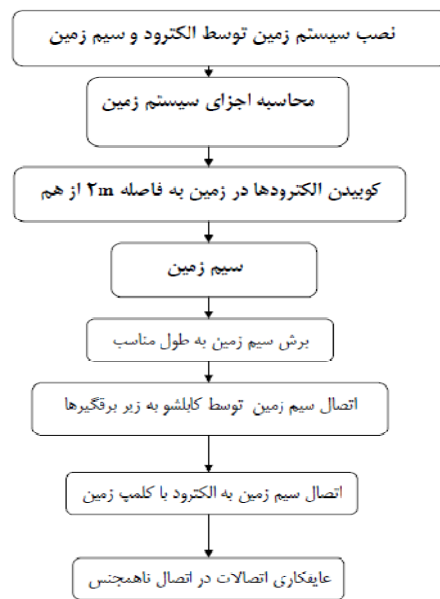 نصب سیستم زمین توسط الکترود و سیم زمین
محاسبه اجزای سیستم زمین
کوبیدن الکترودها در زمین به فاصله ۲m از هم
سیم زمین
برش سیم زمین به طول مناسب
اتصال سیم زمین توسط کابلشو به زیر برقگیرها
اتصال سیم زمین به الکترود با کلمپ زمین
عایقکاری اتصالات در اتصال ناهمجنس